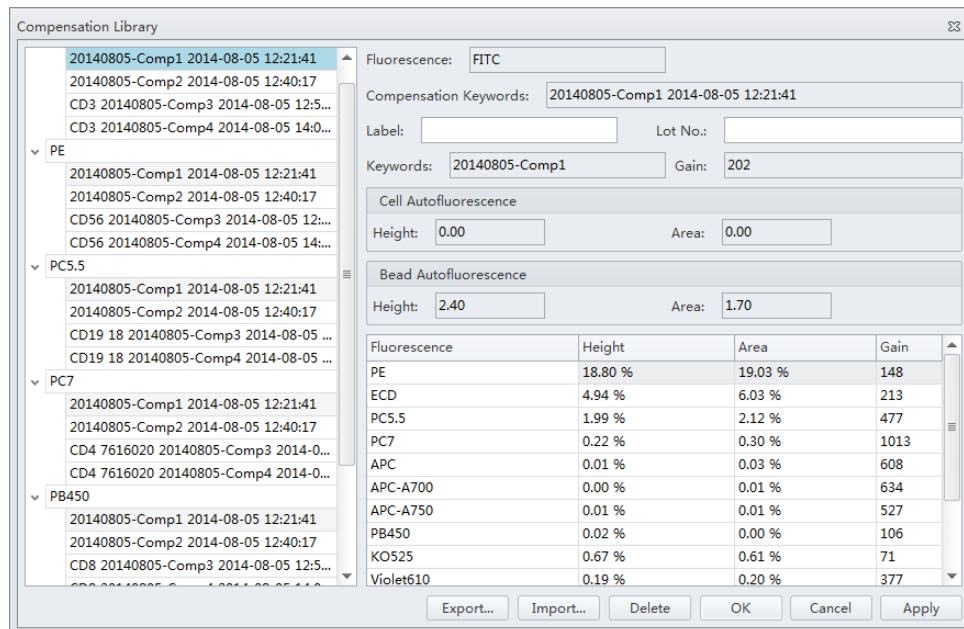 Compensation Library
20140805-Comp1 2014-08-05 12:21:41
20140805-Comp2 2014-08-05 12:40:17
CD3 20140805-Comp3 2014-08-05 12:5...
CD3 20140805-Comp4 2014-08-05 14:0...
PE
20140805-Comp1 2014-08-05 12:21:41
20140805-Comp2 2014-08-05 12:40:17
CD56 20140805-Comp3 2014-08-05 12:...
CD56 20140805-Comp4 2014-08-05 14:...
PC5.5
20140805-Comp1 2014-08-05 12:21:41
20140805-Comp2 2014-08-05 12:40:17
CD19 18 20140805-Comp3 2014-08-05 ...
CD19 18 20140805-Comp4 2014-08-05 ...
PC7
20140805-Comp1 2014-08-05 12:21:41
20140805-Comp2 2014-08-05 12:40:17
CD4 7616020 20140805-Comp3 2014-0...
CD4 7616020 20140805-Comp4 2014-0...
PB450
20140805-Comp1 2014-08-05 12:21:41
20140805-Comp2 2014-08-05 12:40:17
CD8 20140805-Comp3 2014-08-05 12:5...
Fluorescence: FITC
Compensation Keywords: 20140805-Comp1 2014-08-05 12:21:41
Label: Lot No.:
Keywords: 20140805-Comp1 Gain: 202
Cell Autofluorescence
Height: 0.00 Area: 0.00
Bead Autofluorescence
Height: 2.40 Area: 1.70
Fluorescence Height Area Gain
PE 18.80 % 19.03 % 148
ECD 4.94 % 6.03 % 213
PC5.5 1.99 % 2.12 % 477
PC7 0.22 % 0.30 % 1013
APC 0.01 % 0.03 % 608
APC-A700 0.00 % 0.01 % 634
APC-A750 0.01 % 0.01 % 527
PB450 0.02 % 0.00 % 106
KO525 0.67 % 0.61 % 71
Violet610 0.19 % 0.20 % 377
Export... Import... Delete OK Cancel Apply